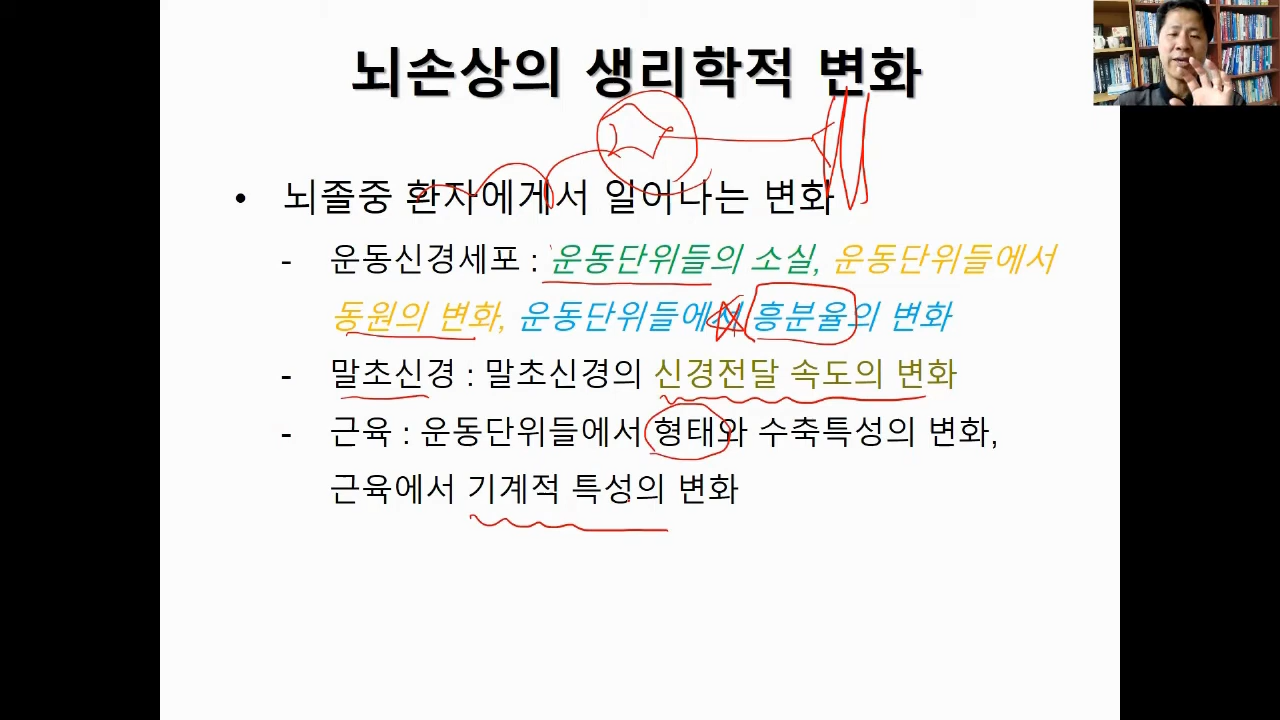 뇌손상의 생리학적 변화
• 뇌졸중 환자에게서 일어나는 변화
- 운동신경세포 : 운동단위들의 소실, 운동단위들에서
동원의 변화, 운동단위들에서 흥분율의 변화
- 말초신경 : 말초신경의 신경전달 속도의 변화
- 근육 : 운동단위들에서 형태와 수축특성의 변화,
근육에서 기계적 특성의 변화